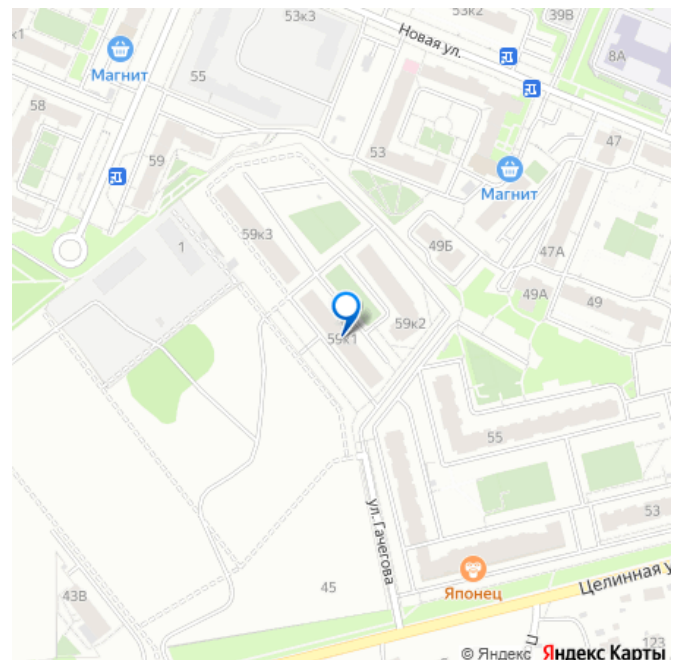 53к3
53к2
39В
к1
Новая ул.
8А
Магнит
55
58
53
47
59
Магнит
59к3
1
49Б
47А
49А
49
59к2
59к1
55
ул. Гачегова
53
45
Японец
Целинная у
43В
П
123
© Яндекс Яндекс Карты